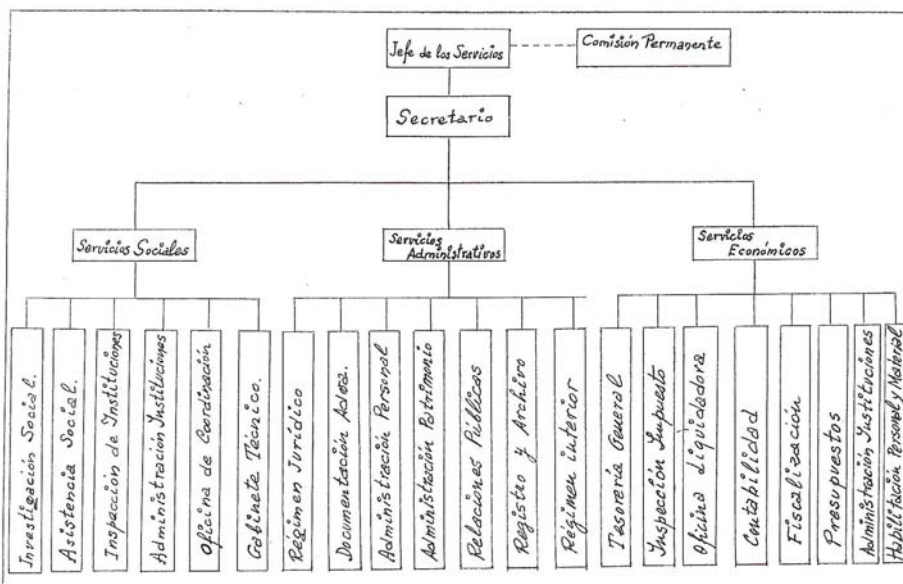 Jefe de los Servicios
Comisión Permanente
Secretario
Servicios Sociales
Servicios
Administrativos
Servicios
Económicos
Investigación Social.
Asistencia Social.
Inspección de Instituciones
Administración Instituciones
Oficina de Coordinación
Gabinete Técnico.
Régimen Jurídico
Documentación Admva.
Administración Personal
Administración Patrimonio
Relaciones Públicas
Registro y Archivo
Régimen interior
Tesorería General.
Inspección Impuesto
Oficina Liquidadora
Contabilidad
Fiscalización
Presupuestos
Administración Instituciones
Habilitación Personal y Material